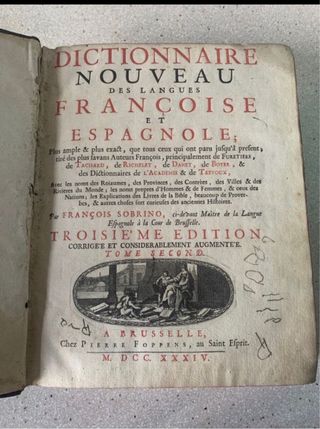 DICTIONNAIRE
NOUVEAU
DES LANGUES
FRANÇOISE
ET
ESPAGNOLE;
Plus ample & plus exact, que tous ceux qui ont paru jusqu'à present,
tiré des plus savans Auteurs François, principalement de FURETIERE,
de TACHARD, de RICHELET, de DANET, de BOYER, &
des Dictionnaires de L'ACADEMIE & de TREVOUX,
Avec les noms des Roïaumes, des Provinces, des Contrées, des Villes & des
Rivieres du Monde; les noms propres d'Hommes & de Femmes, & ceux des
Nations, les Explications des Livres de la Bible, beaucoup de Prover-
bes, & autres choses fort curieuses des anciennes Histoires.
Par FRANÇOIS SOBRINO, ci-devant Maître de la Langue
Espagnole à la Cour de Brusselle.
TROISIE'ME EDITION,
CORRIGÉE ET CONSIDERABLEMENT AUGMENTÉE.
TOME SECOND.
A BRUSSELLE,
Chez PIERRE FOPPENS, au Saint Esprit.
M. DCC. XXXIV.